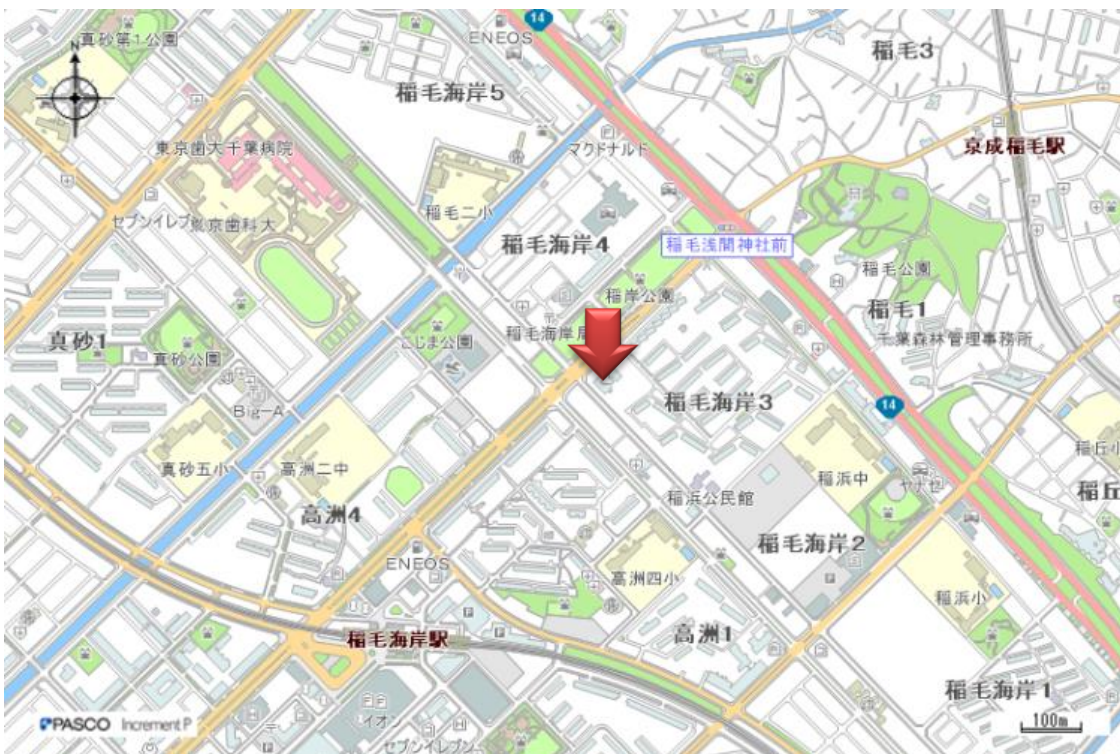 14
ENEOS
真砂第1公園
N
稲毛3
稲毛海岸5
マクドナルド
京成稲毛駅
東京歯大千葉病院
稲毛二小
セブンイレブン
東京歯科大
稲毛海岸4
稲毛浅間神社前
稲毛公園
稲岸公園
稲毛1
稲毛海岸
こじま公園
千葉森林管理事務所
真砂1
真砂公園
稲毛海岸3
14
Big-A
稲丘小
真砂五小
高洲二中
稲浜中
ヤナセ
稲丘
稲浜公民館
高洲4
稲毛海岸2
ENEOS
高洲四小
稲浜小
稲毛海岸駅
高洲1
稲毛海岸1
PASCO Increment P
イオン
100m
セブンイレブン